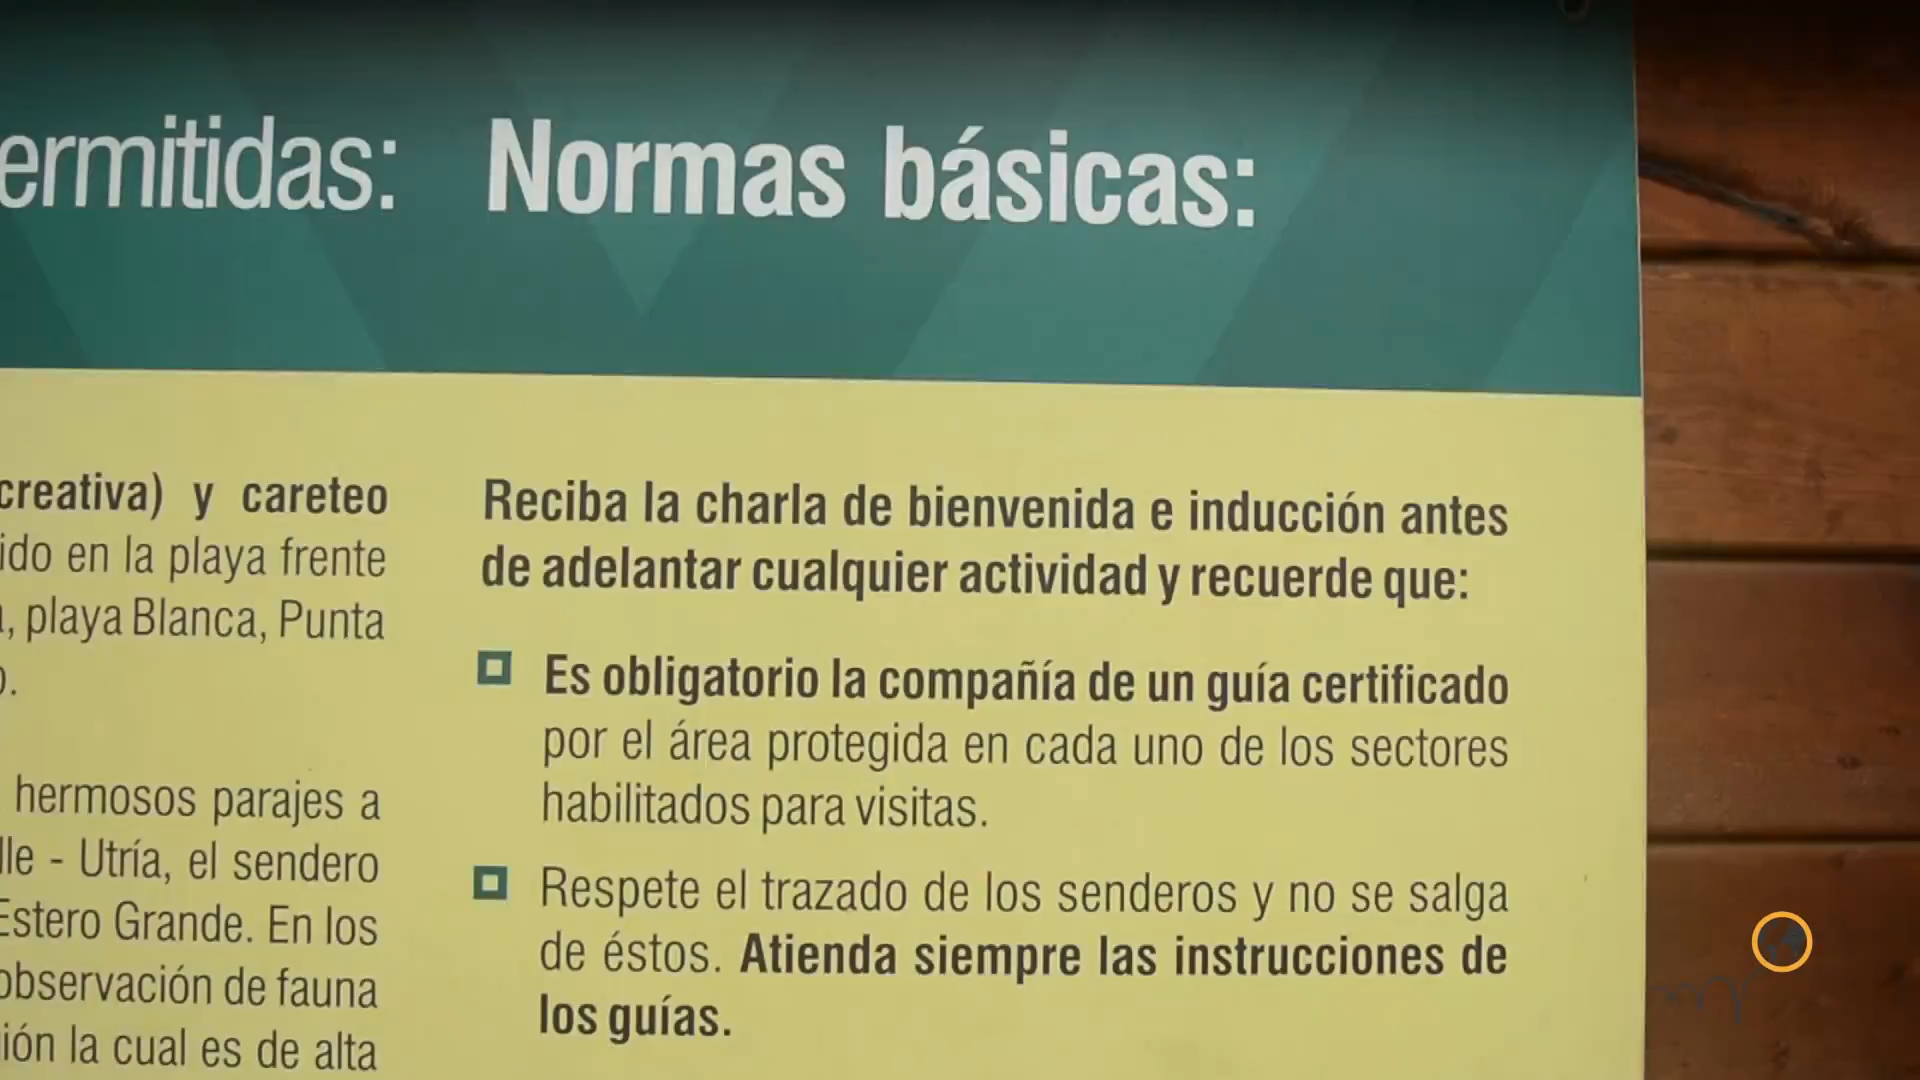 ermitidas:
creativa) y careteo
ido en la playa frente
, playa Blanca, Punta
hermosos parajes a
lle - Utría, el sendero
Estero Grande. En los
observación de fauna
ión la cual es de alta
Normas básicas:
Reciba la charla de bienvenida e inducción antes
de adelantar cualquier actividad y recuerde que:
Es obligatorio la compañía de un guía certificado
por el área protegida en cada uno de los sectores
habilitados para visitas.
Respete el trazado de los senderos y no se salga
de éstos. Atienda siempre las instrucciones de
los guías.